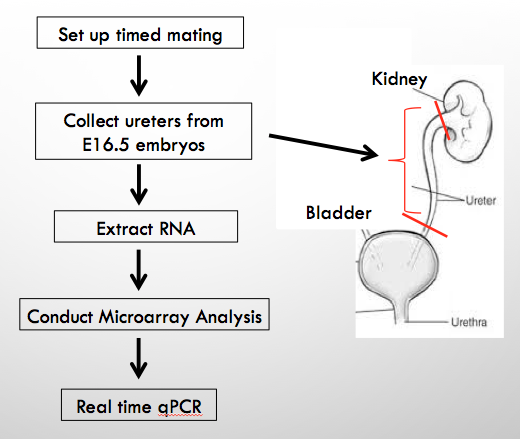 Set up timed mating
Collect ureters from
E16.5 embryos
Extract RNA
Conduct Microarray Analysis
Real time qPCR
Kidney
Ureter
Bladder
Urethra